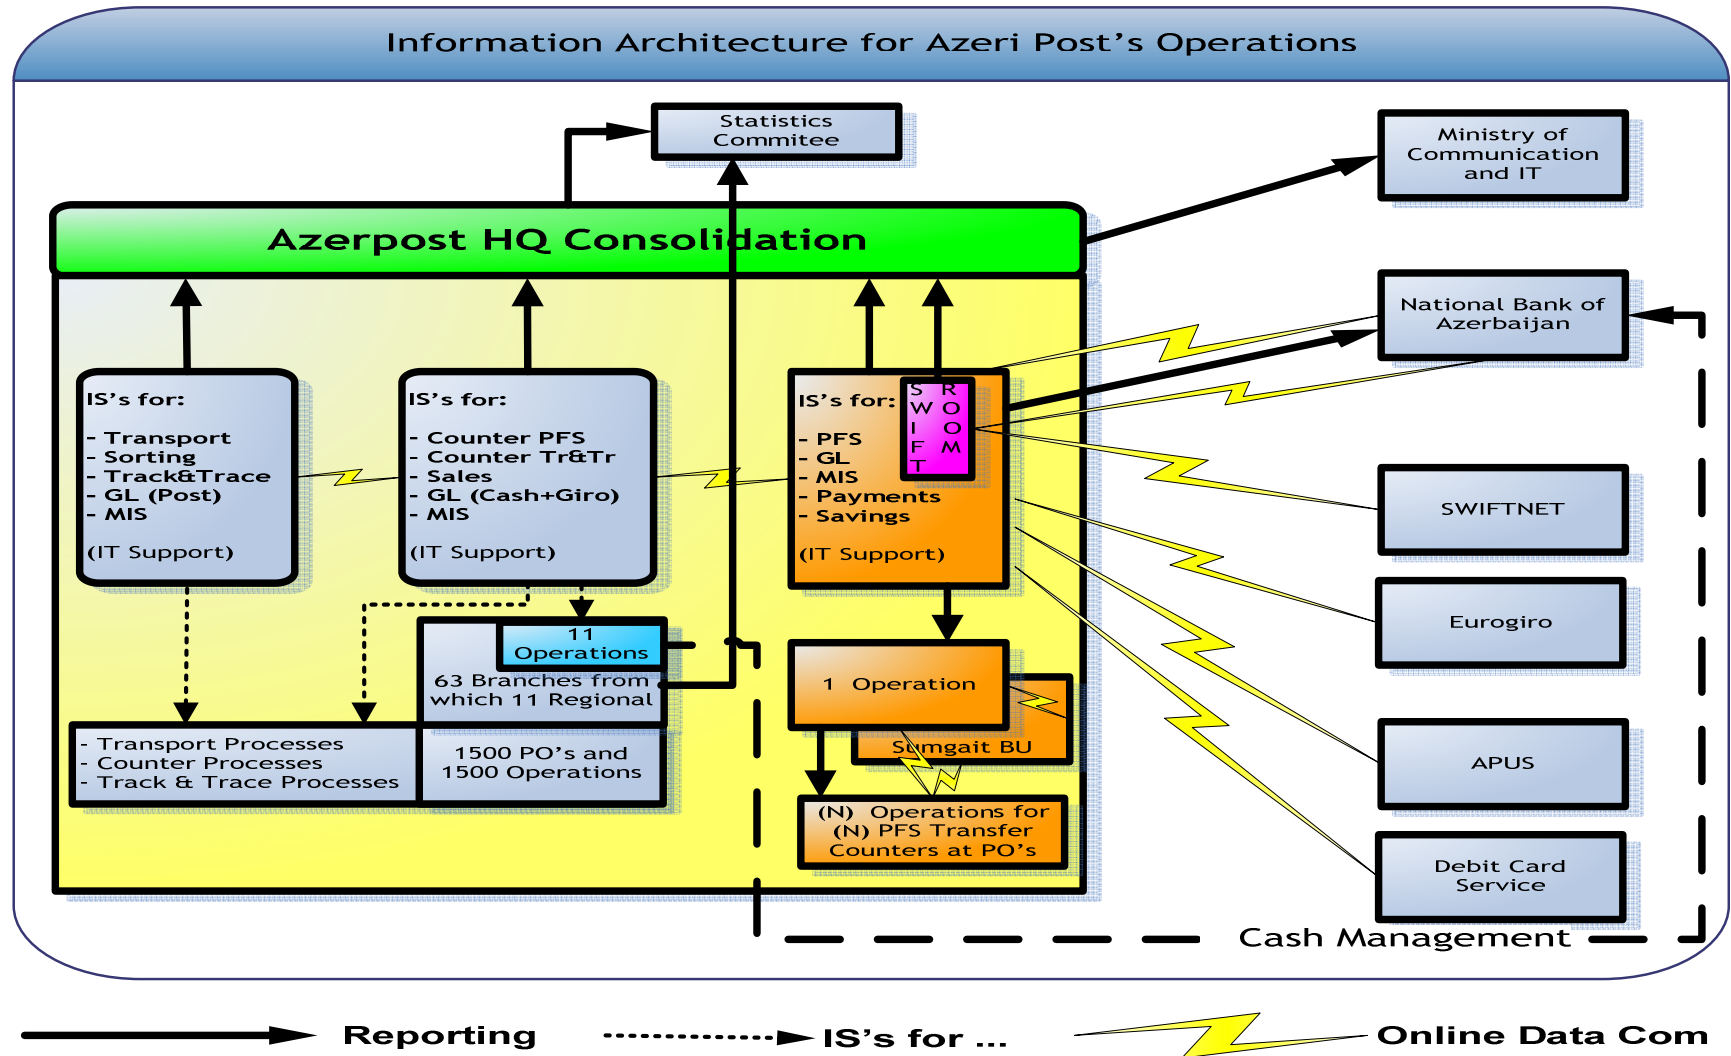 Information Architecture for Azeri Post's Operations
Statistics
Commitee
Ministry of
Communication
and IT
Azerpost HQ Consolidation
National Bank of
Azerbaijan
IS's for:
- Transport
- Sorting
- Track&Trace
- GL (Post)
- MIS
(IT Support)
IS's for:
- Counter PFS
- Counter Tr&Tr
- Sales
- GL (Cash+Giro)
- MIS
(IT Support)
IS's for:
- PFS
- GL
- MIS
- Payments
- Savings
(IT Support)
SWIFT
ROOM
SWIFTNET
Eurogiro
APUS
Debit Card
Service
11
Operations
63 Branches from
which 11 Regional
1500 PO's and
1500 Operations
- Transport Processes
- Counter Processes
- Track & Trace Processes
1 Operation
Sumgait BU
(N) Operations for
(N) PFS Transfer
Counters at PO's
Cash Management
Reporting
IS's for ...
Online Data Com